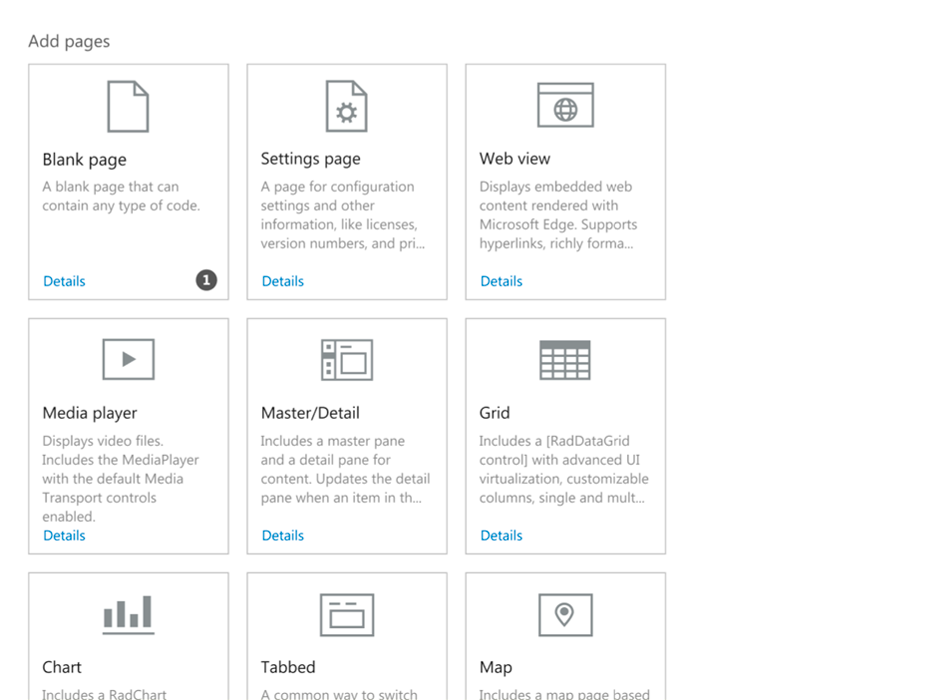 Add pages
Blank page
A blank page that can
contain any type of code.
Details
1
Settings page
A page for configuration
settings and other
information, like licenses,
version numbers, and pri...
Details
Web view
Displays embedded web
content rendered with
Microsoft Edge. Supports
hyperlinks, richly forma...
Details
Media player
Displays video files.
Includes the MediaPlayer
with the default Media
Transport controls
enabled.
Details
Master/Detail
Includes a master pane
and a detail pane for
content. Updates the detail
pane when an item in th...
Details
Grid
Includes a [RadDataGrid
control] with advanced UI
virtualization, customizable
columns, single and mult...
Details
Chart
Includes a RadChart
Tabbed
A common way to switch
Map
Includes a map page based